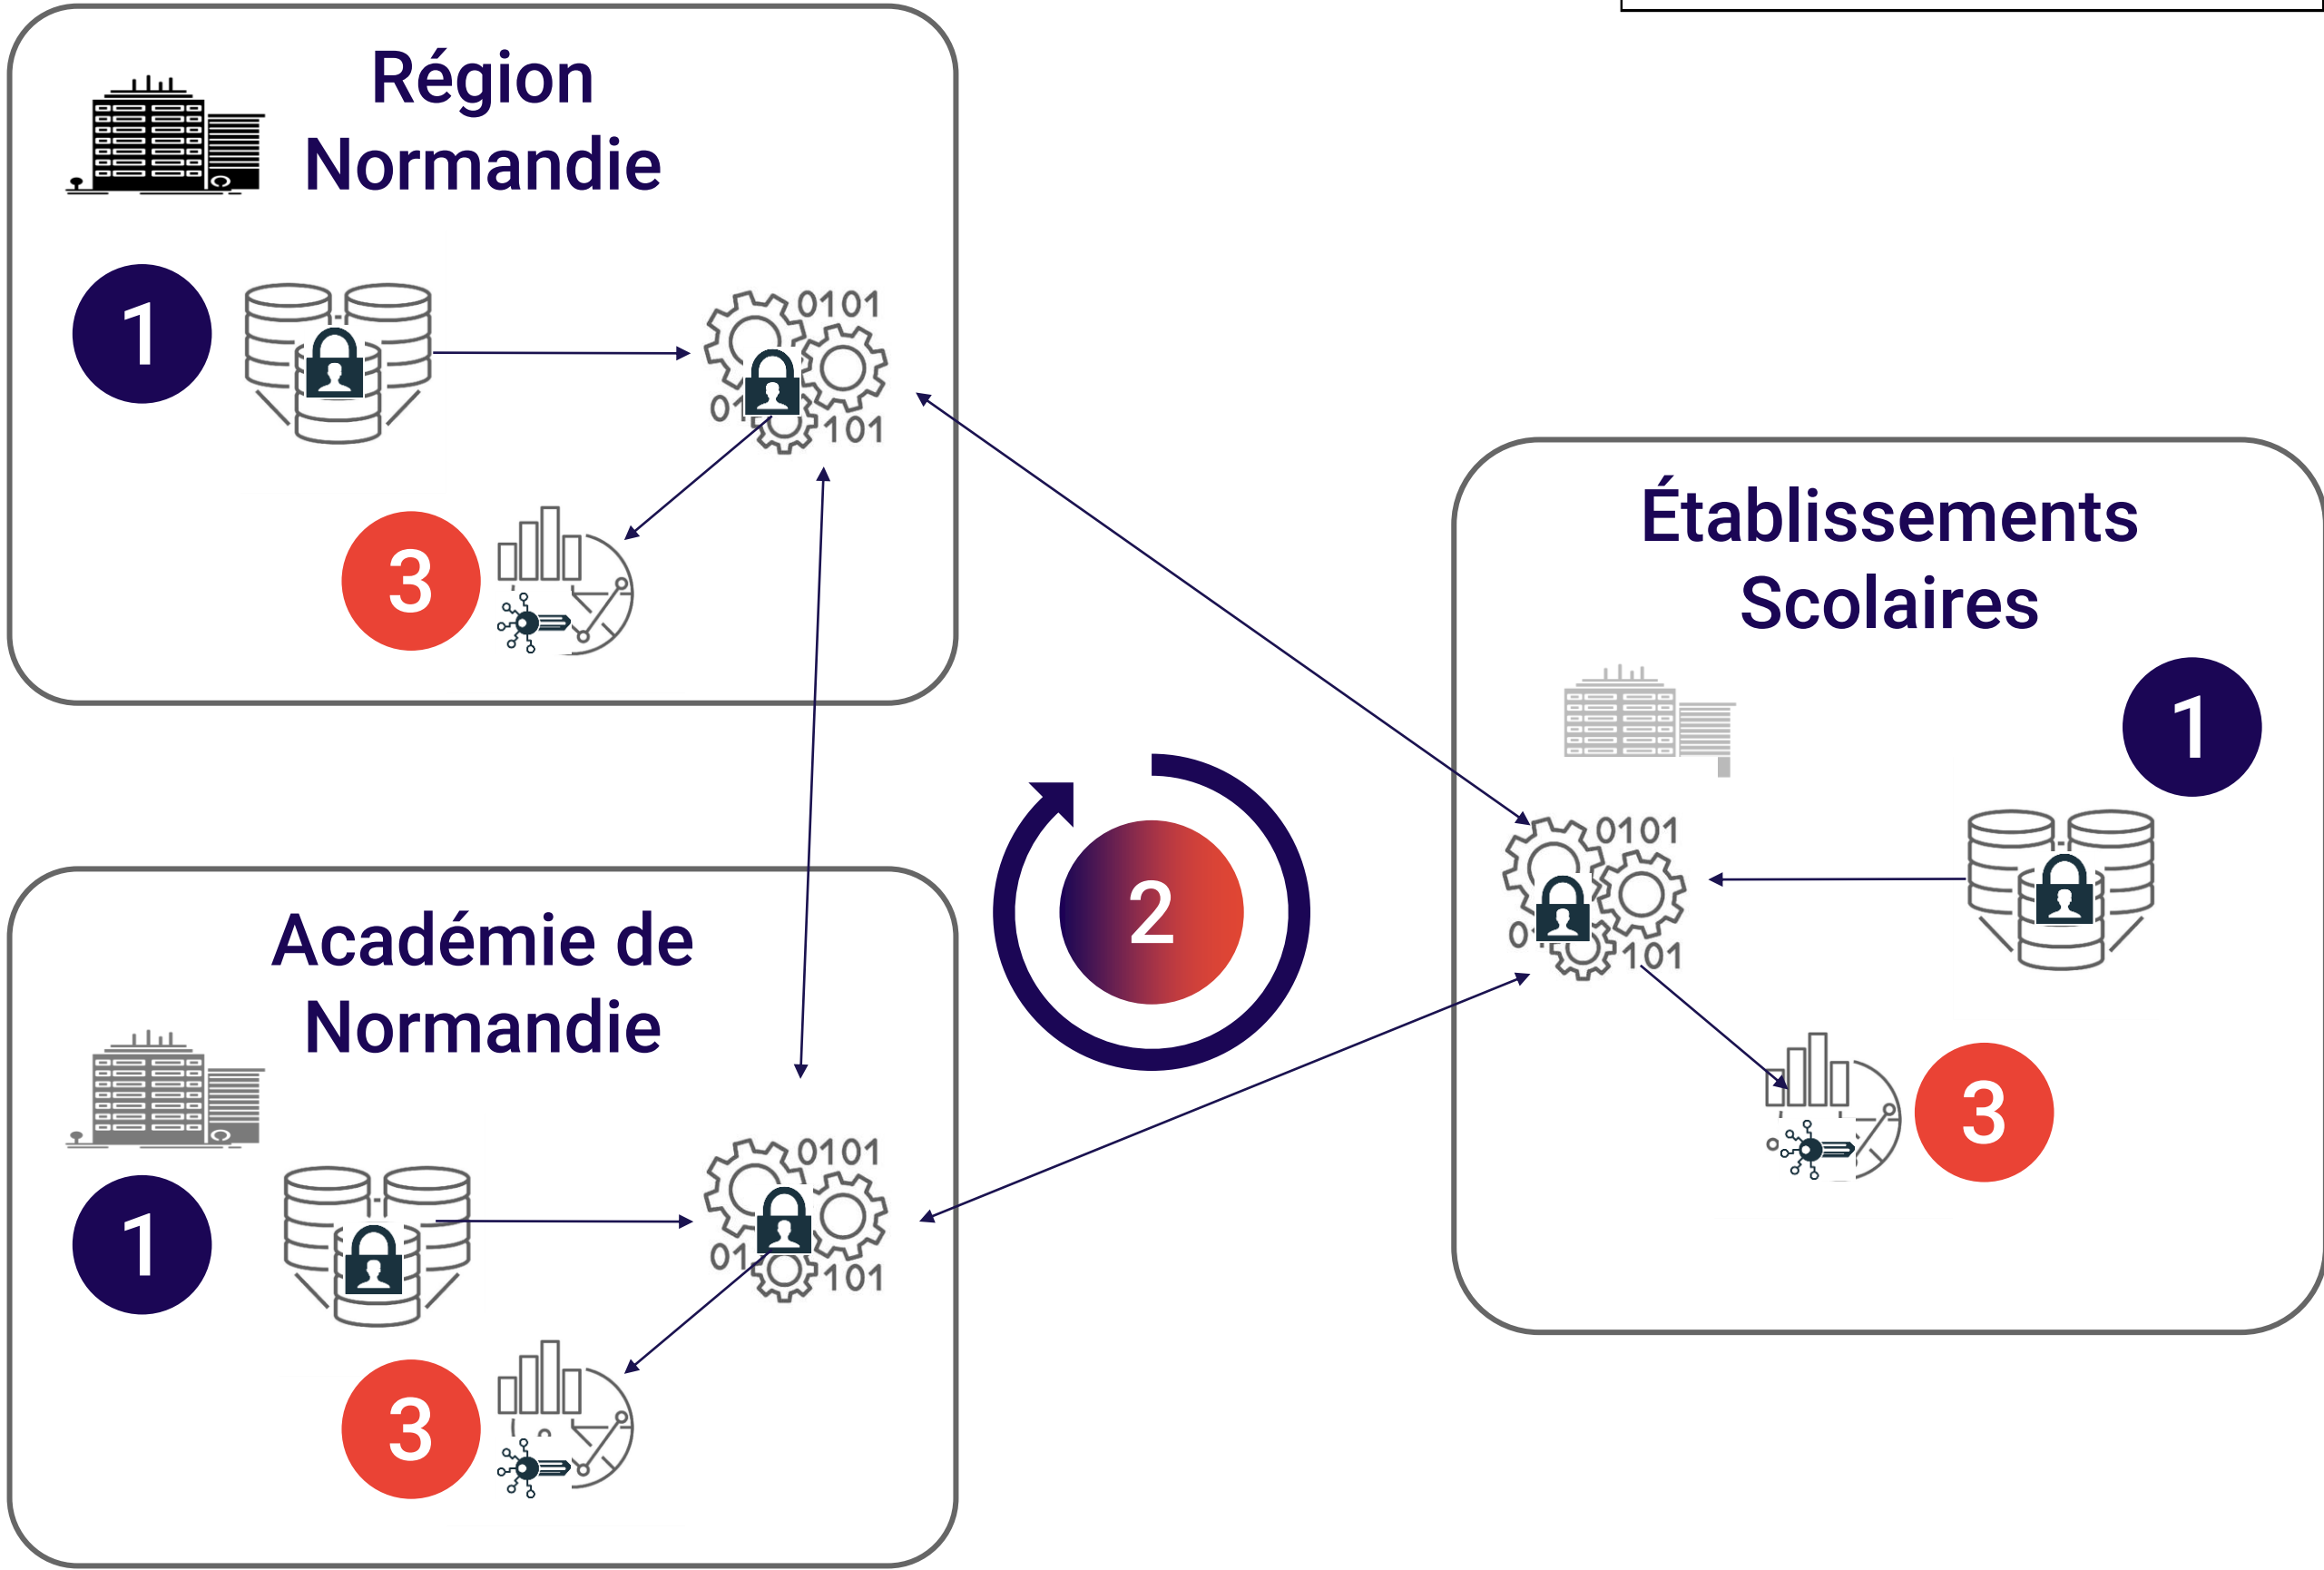 Région
Normandie
1
0101
01
101
3
Établissements
Scolaires
1
0101
0
101
2
3
Académie de
Normandie
1
0101
01
101
3